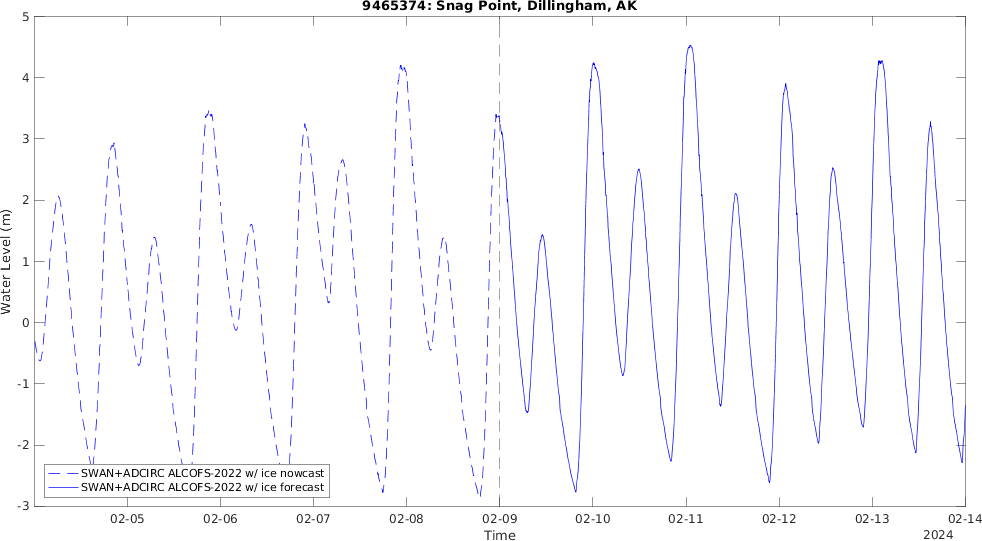 9465374: Snag Point, Dillingham, AK
5
4
3
2
1
0
-1
-2
-3
Water Level (m)
SWAN+ADCIRC ALCOFS-2022 w/ ice nowcast
SWAN+ADCIRC ALCOFS-2022 w/ ice forecast
02-05 02-06 02-07 02-08 02-09 02-10 02-11 02-12 02-13 02-14
Time
2024